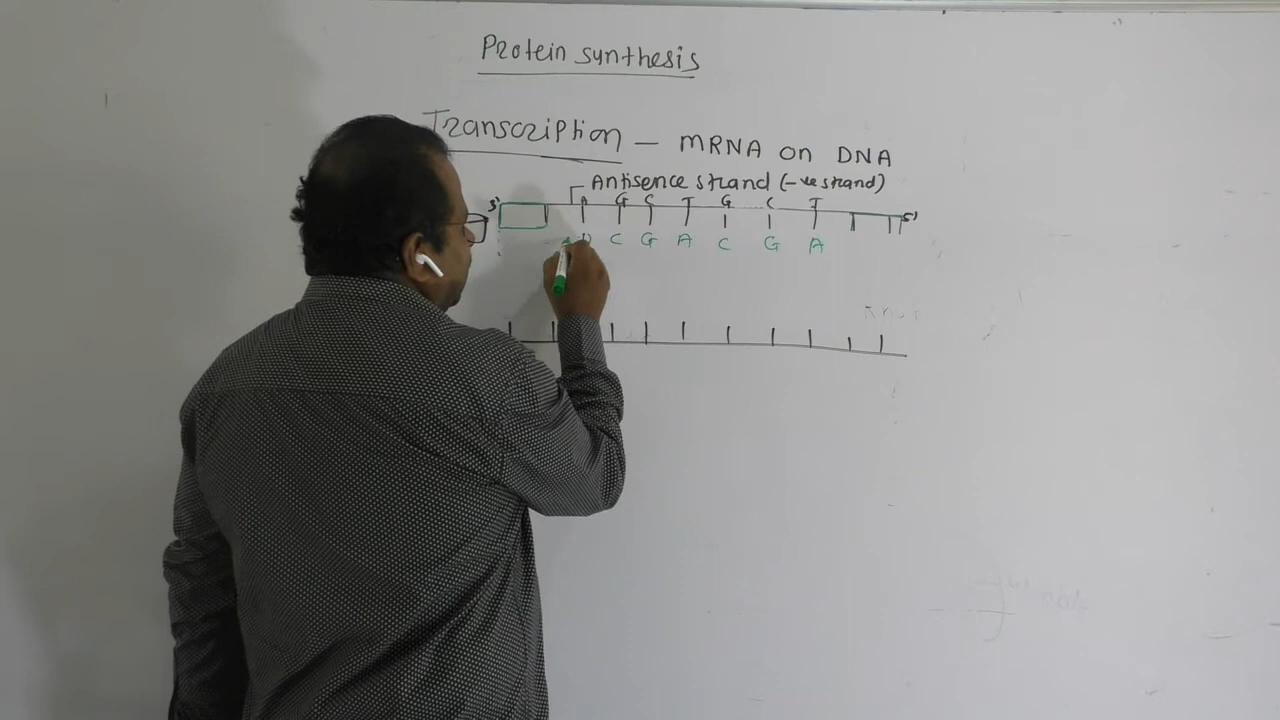 Protein synthesis
Transcription - mRNA on DNA
Antisence strand (-ve strand)
3' A G C T G C T 5'
C G A C G A